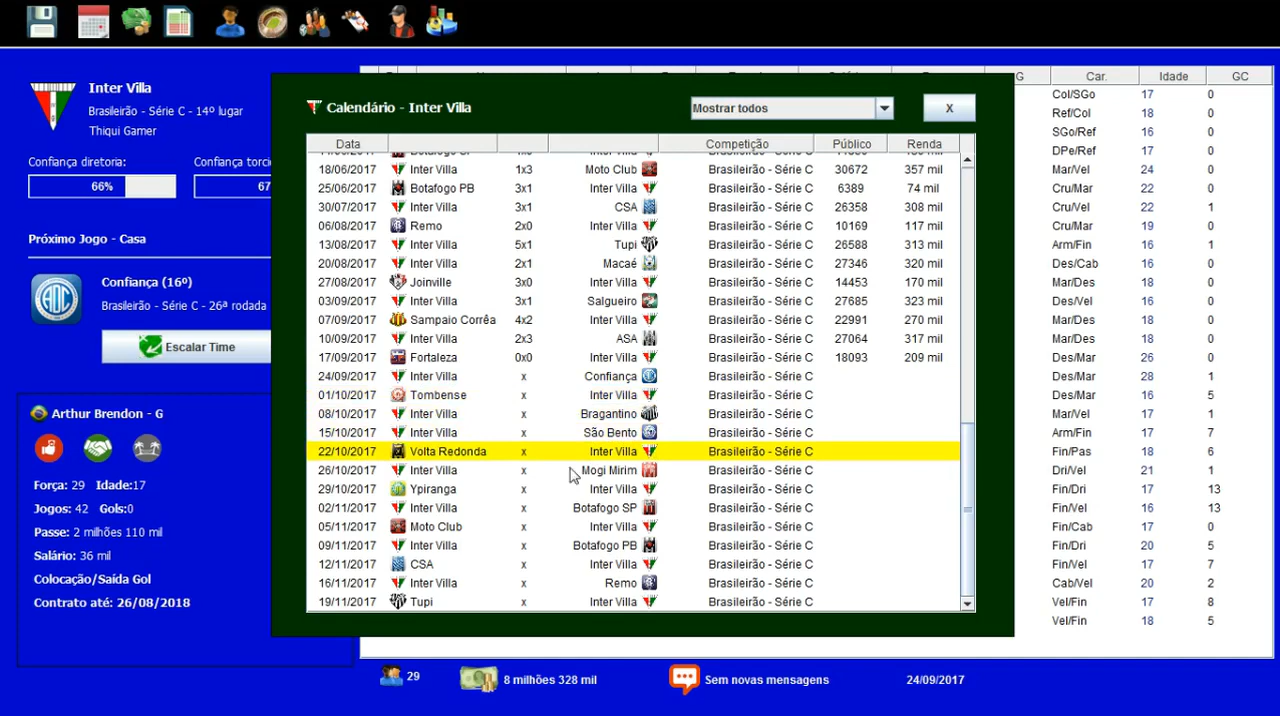 Inter Villa
Brasileirão - Série C - 14º lugar
Thiqui Gamer
Confiança diretoria:
Confiança torcid
66%
67
Próximo Jogo - Casa
Confiança (16º)
Brasileirão - Série C - 26ª rodada
Escalar Time
Arthur Brendon - G
Força: 29 Idade:17
Jogos: 42 Gols:0
Passe: 2 milhões 110 mil
Salário: 36 mil
Colocação/Saída Gol
Contrato até: 26/08/2018
Calendário - Inter Villa
Mostrar todos
X
Data Competição Público Renda
18/06/2017 Inter Villa 1x3 Moto Club Brasileirão - Série C 30672 357 mil
25/06/2017 Botafogo PB 3x1 Inter Villa Brasileirão - Série C 6389 74 mil
30/07/2017 Inter Villa 3x1 CSA Brasileirão - Série C 26358 308 mil
06/08/2017 Remo 2x0 Inter Villa Brasileirão - Série C 10169 117 mil
13/08/2017 Inter Villa 5x1 Tupi Brasileirão - Série C 26588 313 mil
20/08/2017 Inter Villa 2x1 Macaé Brasileirão - Série C 27346 320 mil
27/08/2017 Joinville 3x0 Inter Villa Brasileirão - Série C 14453 170 mil
03/09/2017 Inter Villa 3x1 Salgueiro Brasileirão - Série C 27685 323 mil
07/09/2017 Sampaio Corrêa 4x2 Inter Villa Brasileirão - Série C 22991 270 mil
10/09/2017 Inter Villa 2x3 ASA Brasileirão - Série C 27064 317 mil
17/09/2017 Fortaleza 0x0 Inter Villa Brasileirão - Série C 18093 209 mil
24/09/2017 Inter Villa x Confiança Brasileirão - Série C
01/10/2017 Tombense x Inter Villa Brasileirão - Série C
08/10/2017 Inter Villa x Bragantino Brasileirão - Série C
15/10/2017 Inter Villa x São Bento Brasileirão - Série C
22/10/2017 Volta Redonda x Inter Villa Brasileirão - Série C
26/10/2017 Inter Villa x Mogi Mirim Brasileirão - Série C
29/10/2017 Ypiranga x Inter Villa Brasileirão - Série C
02/11/2017 Inter Villa x Botafogo SP Brasileirão - Série C
05/11/2017 Moto Club x Inter Villa Brasileirão - Série C
09/11/2017 Inter Villa x Botafogo PB Brasileirão - Série C
12/11/2017 CSA x Inter Villa Brasileirão - Série C
16/11/2017 Inter Villa x Remo Brasileirão - Série C
19/11/2017 Tupi x Inter Villa Brasileirão - Série C
G Car. Idade GC
Col/SGo 17 0
Ref/Col 18 0
SGo/Ref 16 0
DPe/Ref 17 0
Mar/Vel 24 0
Cru/Mar 22 0
Cru/Vel 22 1
Cru/Mar 19 0
Arm/Fin 16 1
Des/Cab 16 0
Mar/Des 18 0
Des/Vel 16 0
Mar/Des 18 0
Mar/Des 18 0
Des/Mar 26 0
Des/Mar 28 1
Des/Mar 16 5
Mar/Vel 17 1
Arm/Fin 17 7
Fin/Pas 18 6
Dri/Vel 21 1
Fin/Dri 17 13
Fin/Vel 16 13
Fin/Cab 17 0
Fin/Dri 20 5
Fin/Vel 17 7
Cab/Vel 20 2
Vel/Fin 17 8
Vel/Fin 18 5
29
8 milhões 328 mil
Sem novas mensagens
24/09/2017